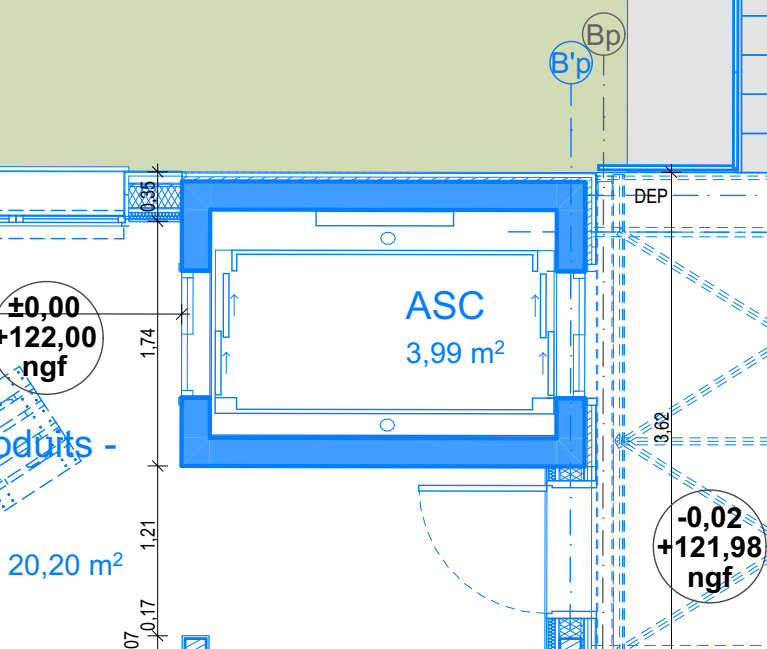 Bp
B'p
DEP
0,35
±0,00
+122,00
ngf
ASC
3,99 m²
1,74
3,62
oduits -
-0,02
+121,98
ngf
1,21
20,20 m²
0,17
07